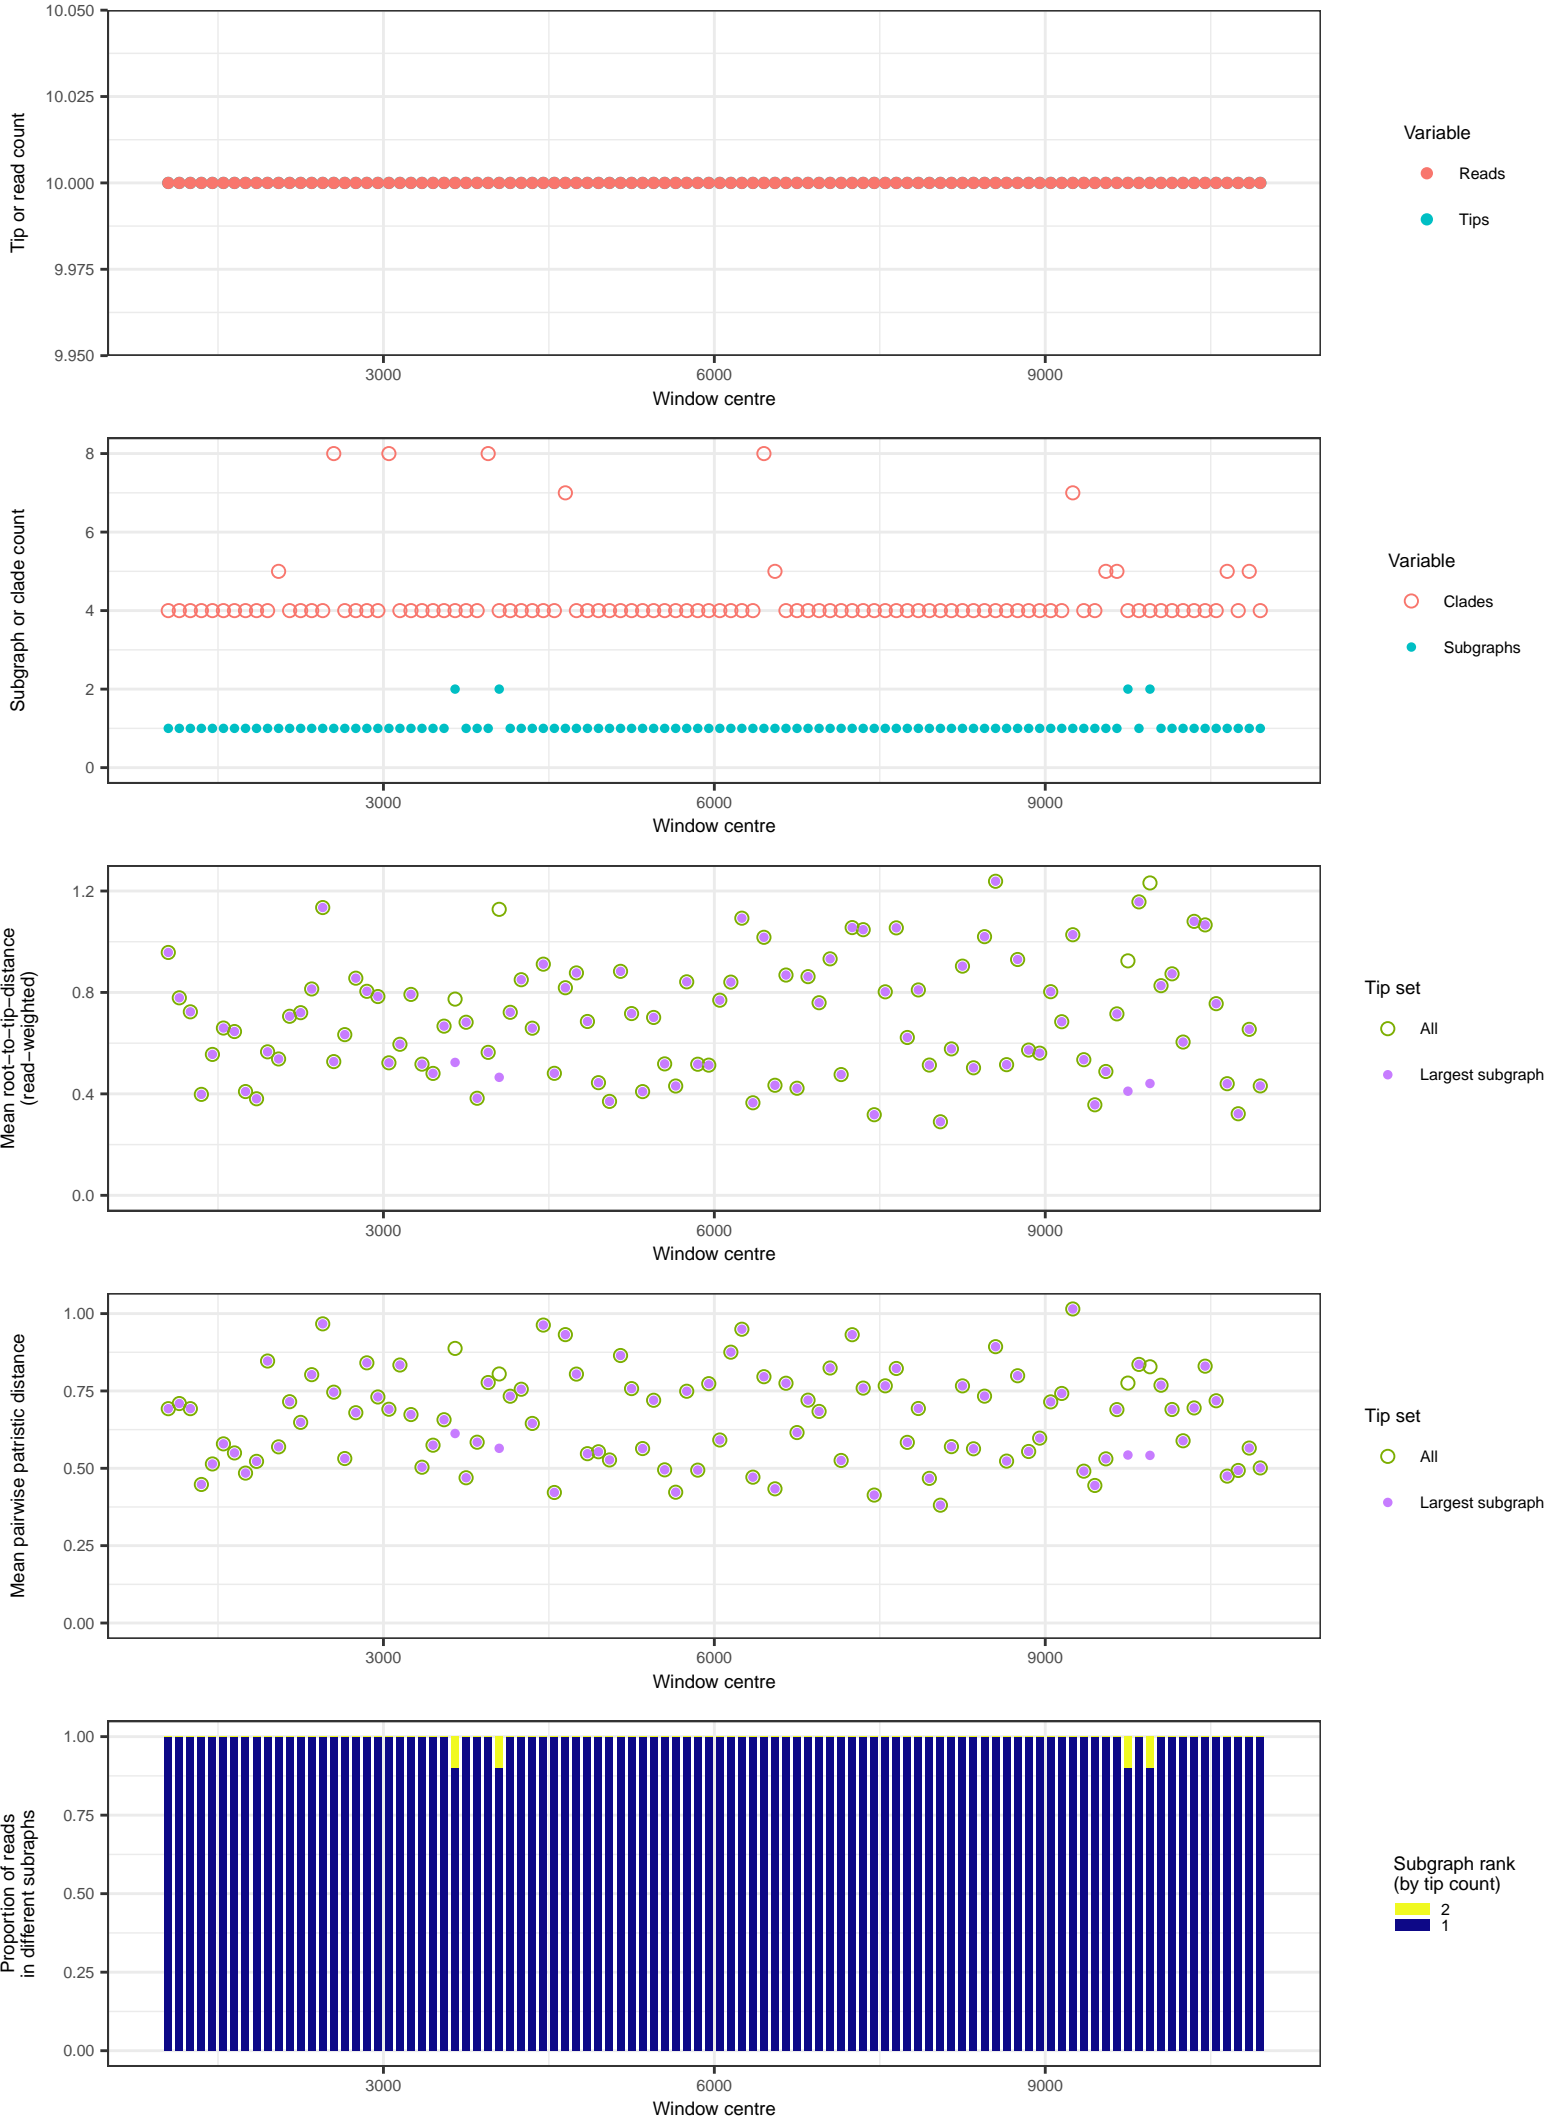 10.050
10.025
10.000
9.975
9.950
Tip or read count
3000
6000
9000
Window centre
Variable
Reads
Tips
8
6
4
2
0
Subgraph or clade count
3000
6000
9000
Window centre
Variable
Clades
Subgraphs
1.2
0.8
0.4
0.0
Mean root−to−tip−distance
(read−weighted)
3000
6000
9000
Window centre
Tip set
All
Largest subgraph
1.00
0.75
0.50
0.25
0.00
Mean pairwise patristic distance
3000
6000
9000
Window centre
Tip set
All
Largest subgraph
1.00
0.75
0.50
0.25
0.00
Proportion of reads
in different subraphs
3000
6000
9000
Window centre
Subgraph rank
(by tip count)
2
1